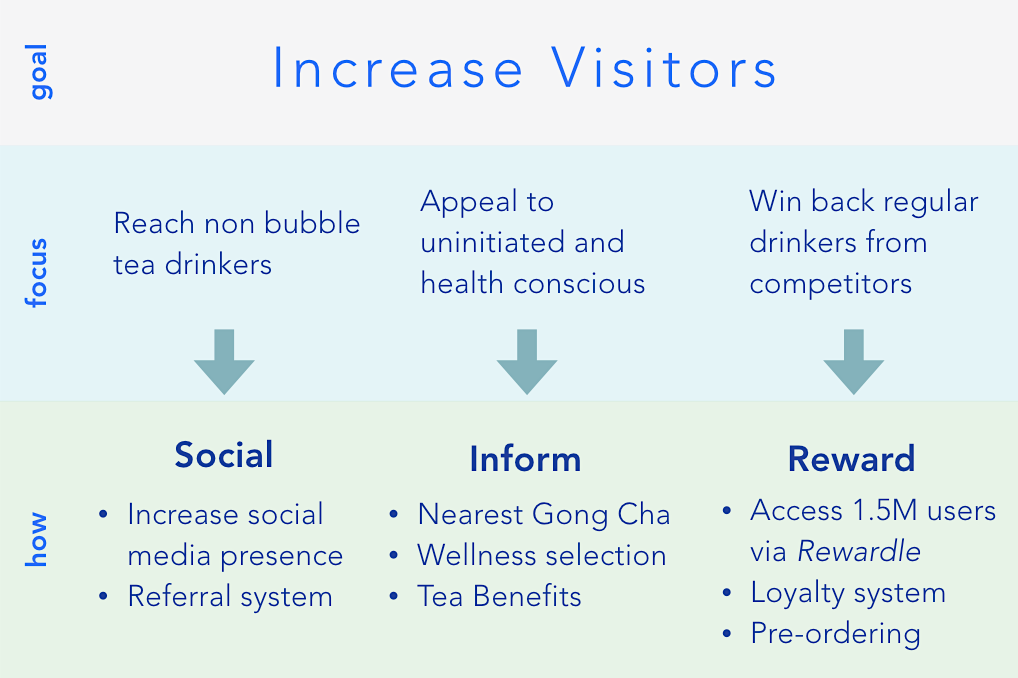 goal
Increase Visitors
focus
Reach non bubble
tea drinkers
Appeal to
uninitiated and
health conscious
Win back regular
drinkers from
competitors
how
Social
• Increase social
media presence
• Referral system
Inform
• Nearest Gong Cha
• Wellness selection
• Tea Benefits
Reward
• Access 1.5M users
via Rewardle
• Loyalty system
• Pre-ordering